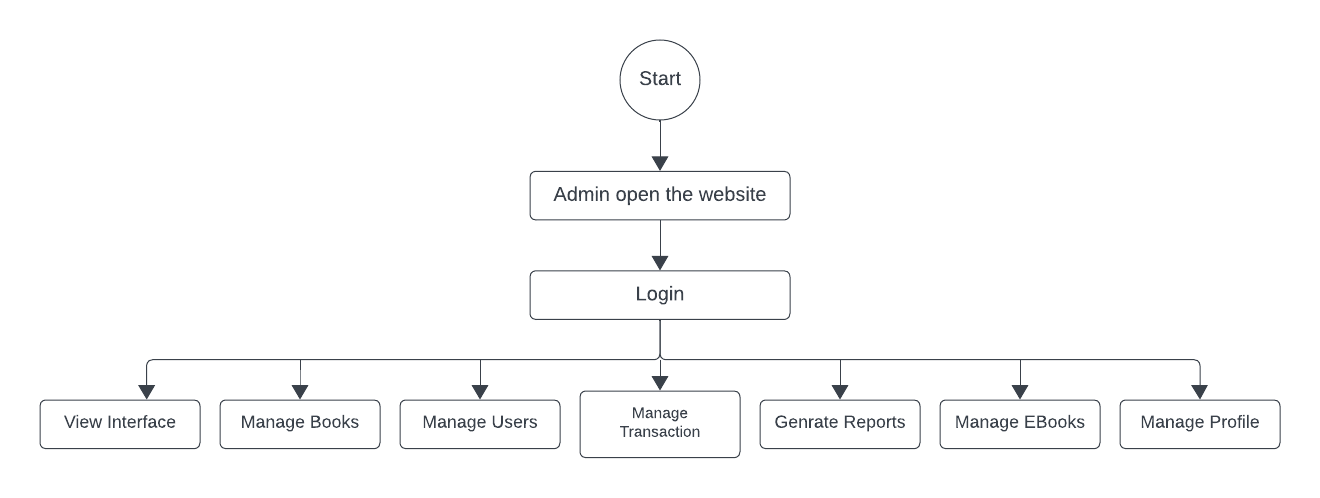 Start
Admin open the website
Login
View Interface
Manage Books
Manage Users
Manage
Transaction
Genrate Reports
Manage EBooks
Manage Profile